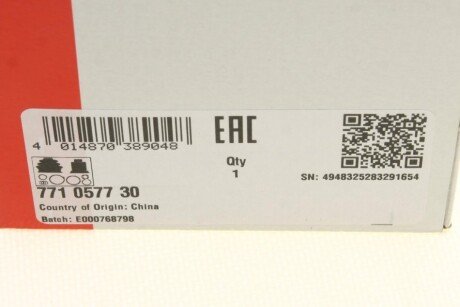 4 014870 389048
EAC
Qty
1
SN: 4948325283291654
771 0577 30
Country of Origin: China
Batch: E000768798